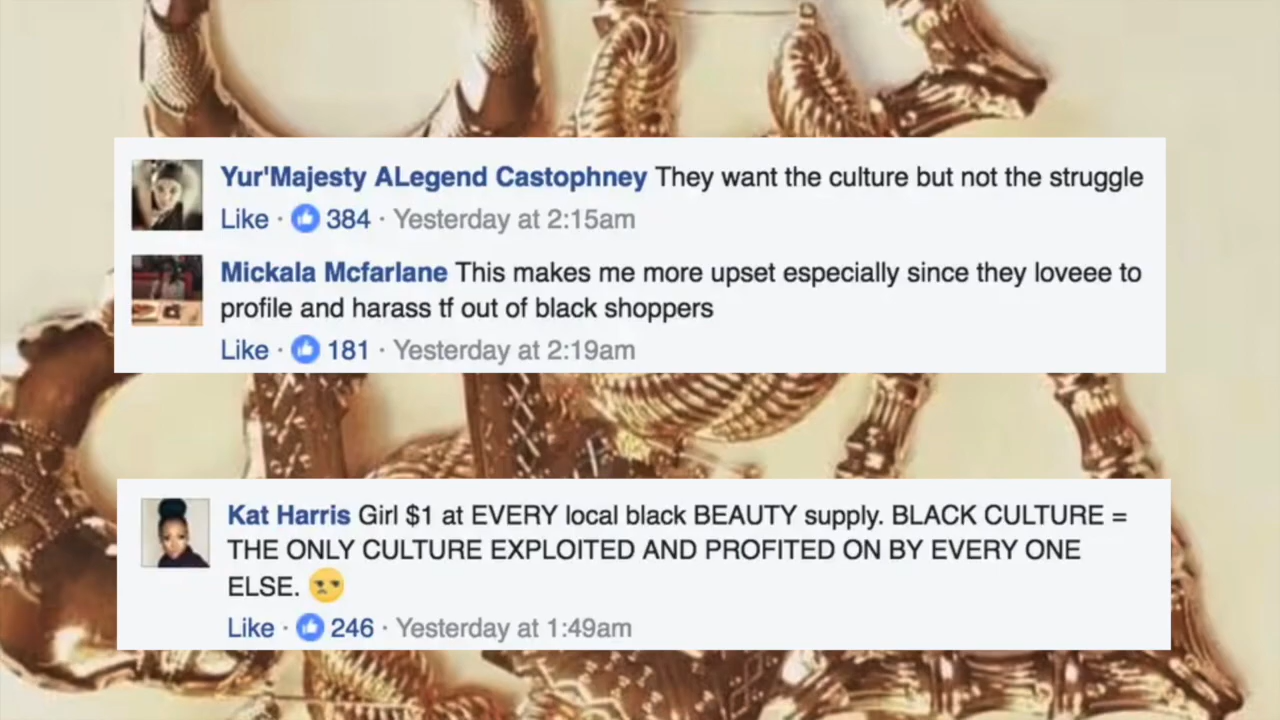 Yur'Majesty ALegend Castophney They want the culture but not the struggle
Like · 384 · Yesterday at 2:15am
Mickala Mcfarlane This makes me more upset especially since they loveee to
profile and harass tf out of black shoppers
Like · 181 · Yesterday at 2:19am
Kat Harris Girl $1 at EVERY local black BEAUTY supply. BLACK CULTURE =
THE ONLY CULTURE EXPLOITED AND PROFITED ON BY EVERY ONE
ELSE. 😒
Like · 246 · Yesterday at 1:49am